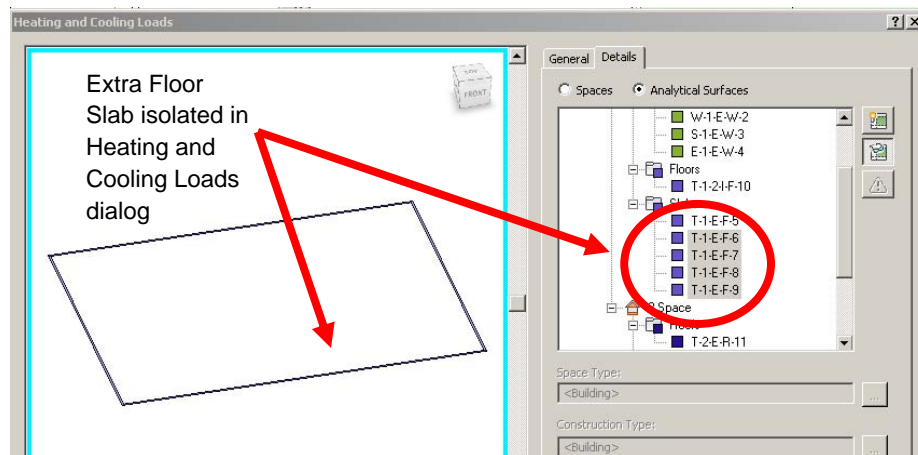 Heating and Cooling Loads
Extra Floor
Slab isolated in
Heating and
Cooling Loads
dialog
FRONT
General Details
Spaces Analytical Surfaces
W-1-E-W-2
S-1-E-W-3
E-1-E-W-4
Floors
T-1-2-I-F-10
T-1-E-F-5
T-1-E-F-6
T-1-E-F-7
T-1-E-F-8
T-1-E-F-9
2 Space
T-2-E-R-11
Space Type:
<Building>
...
Construction Type:
<Building>
...